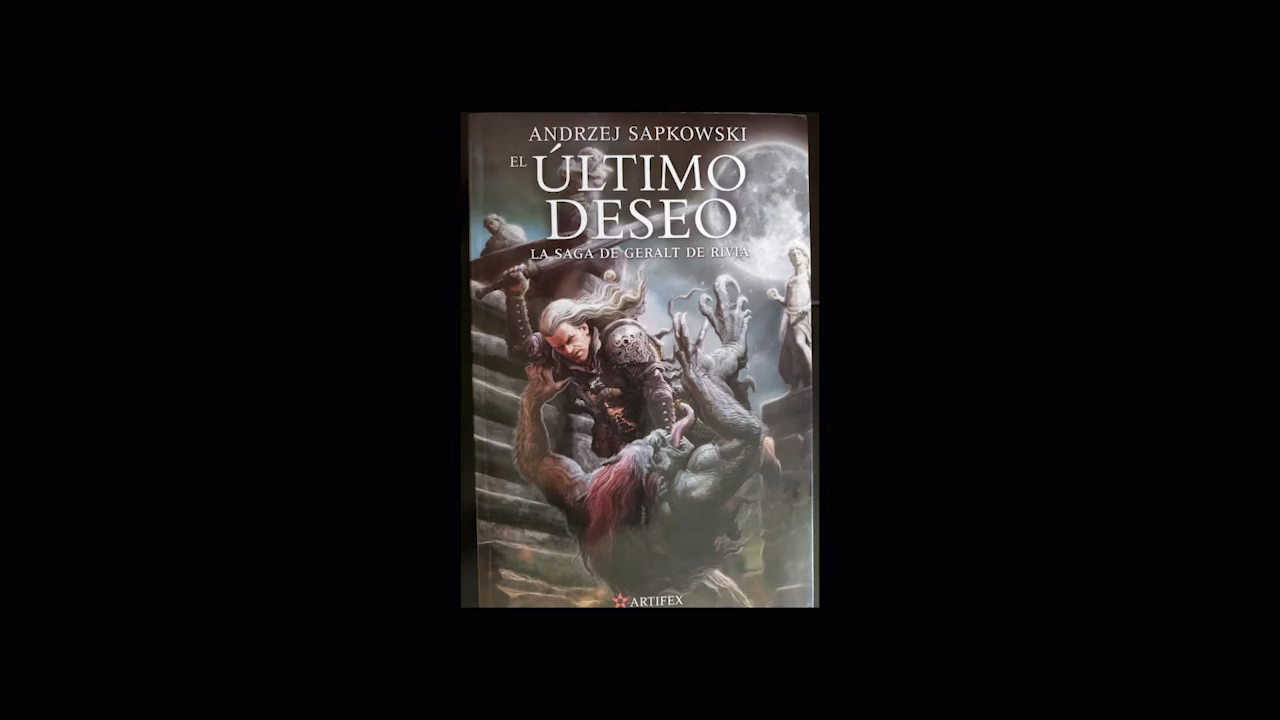 ANDRZEJ SAPKOWSKI
EL ÚLTIMO
DESEO
LA SAGA DE GERALT DE RIVIA
ARTIFEX